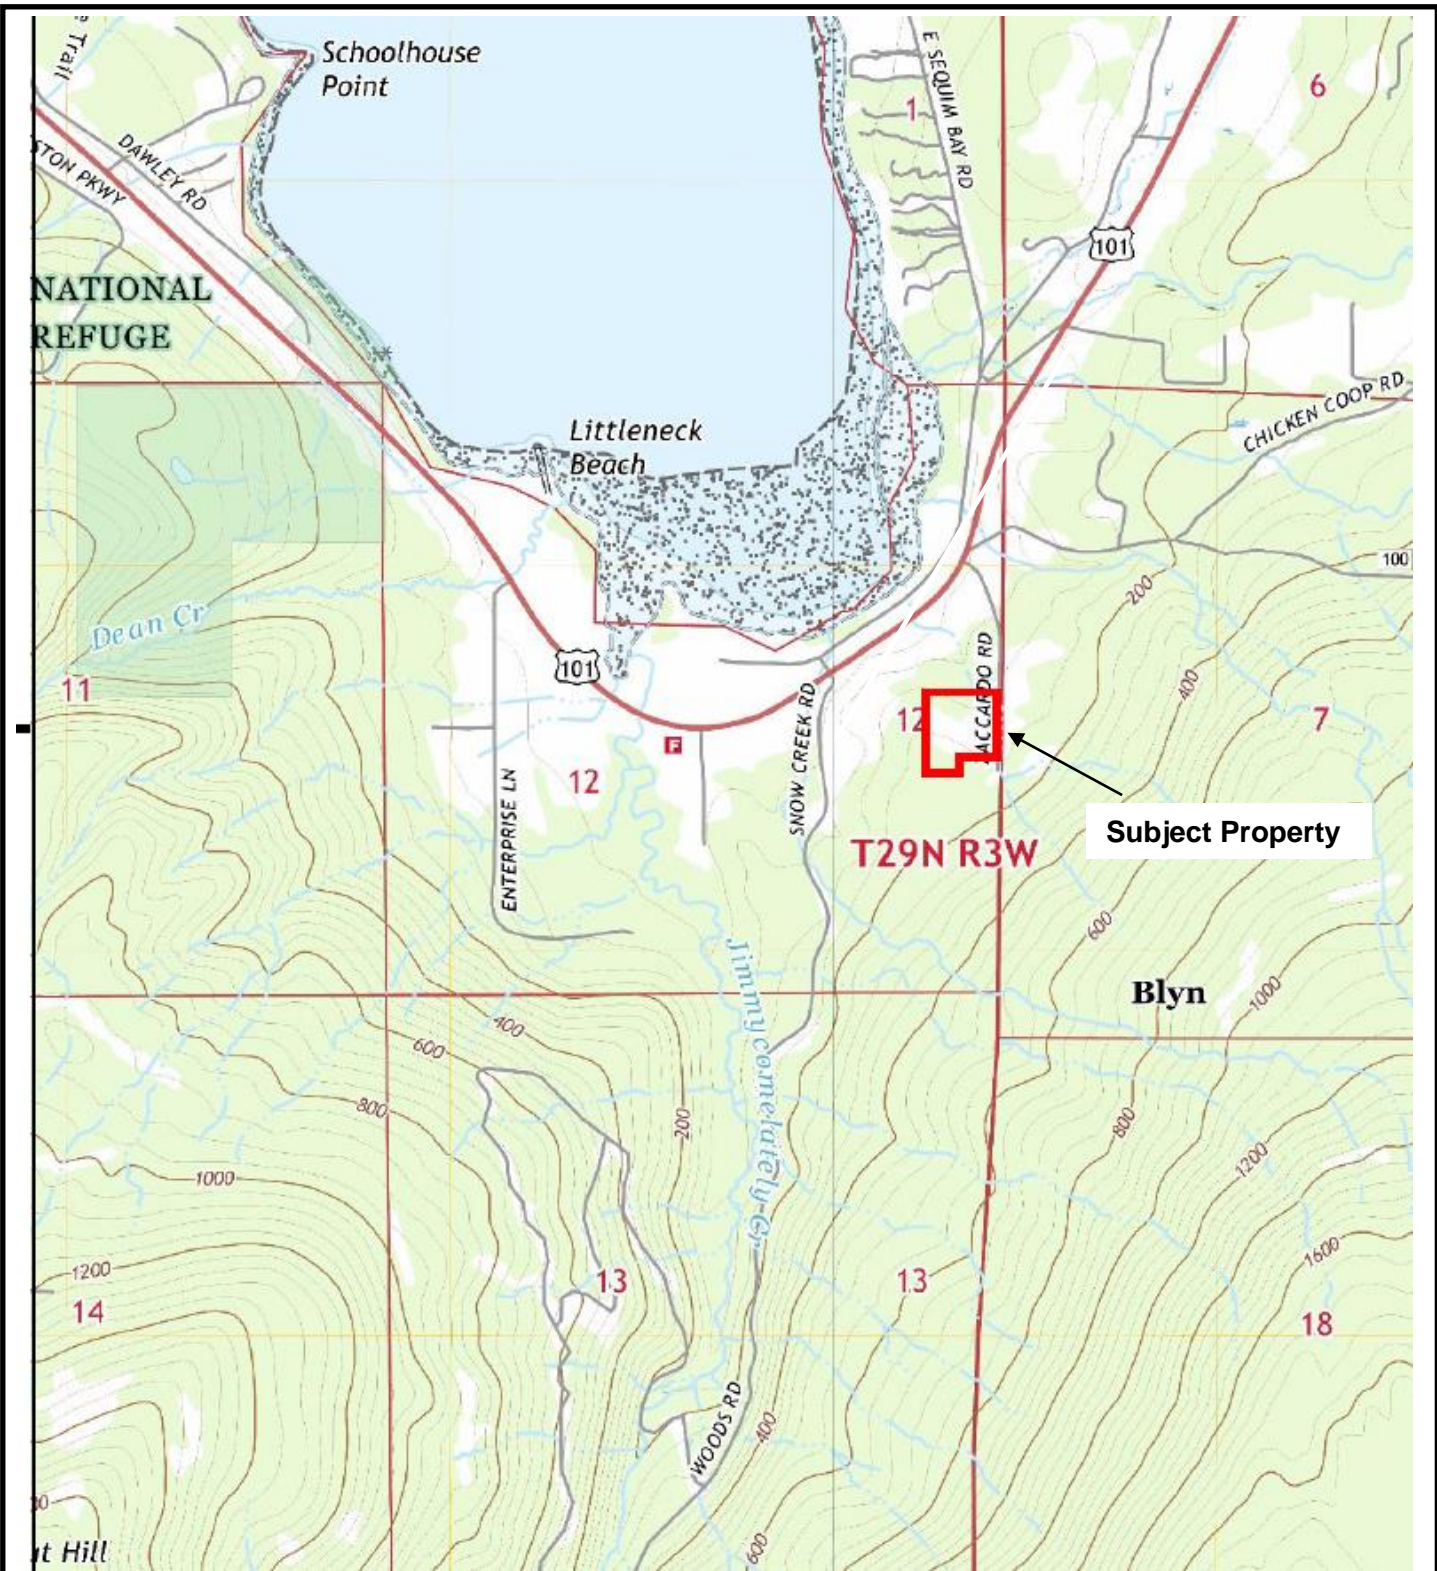 Trail
Schoolhouse
Point
E SEQUIM BAY RD
6
1
DAWLEY RD
STON PKWY
101
NATIONAL
REFUGE
CHICKEN COOP RD
Littleneck
Beach
100
200
Dean Cr
101
400
11
ACCARDO RD
12
7
SNOW CREEK RD
12
ENTERPRISE LN
Subject Property
T29N R3W
600
Jimmycomelately Cr
Blyn
1000
400
600
800
200
800
1200
1000
1600
1200
13
13
14
18
WOODS RD
400
600
ut Hill